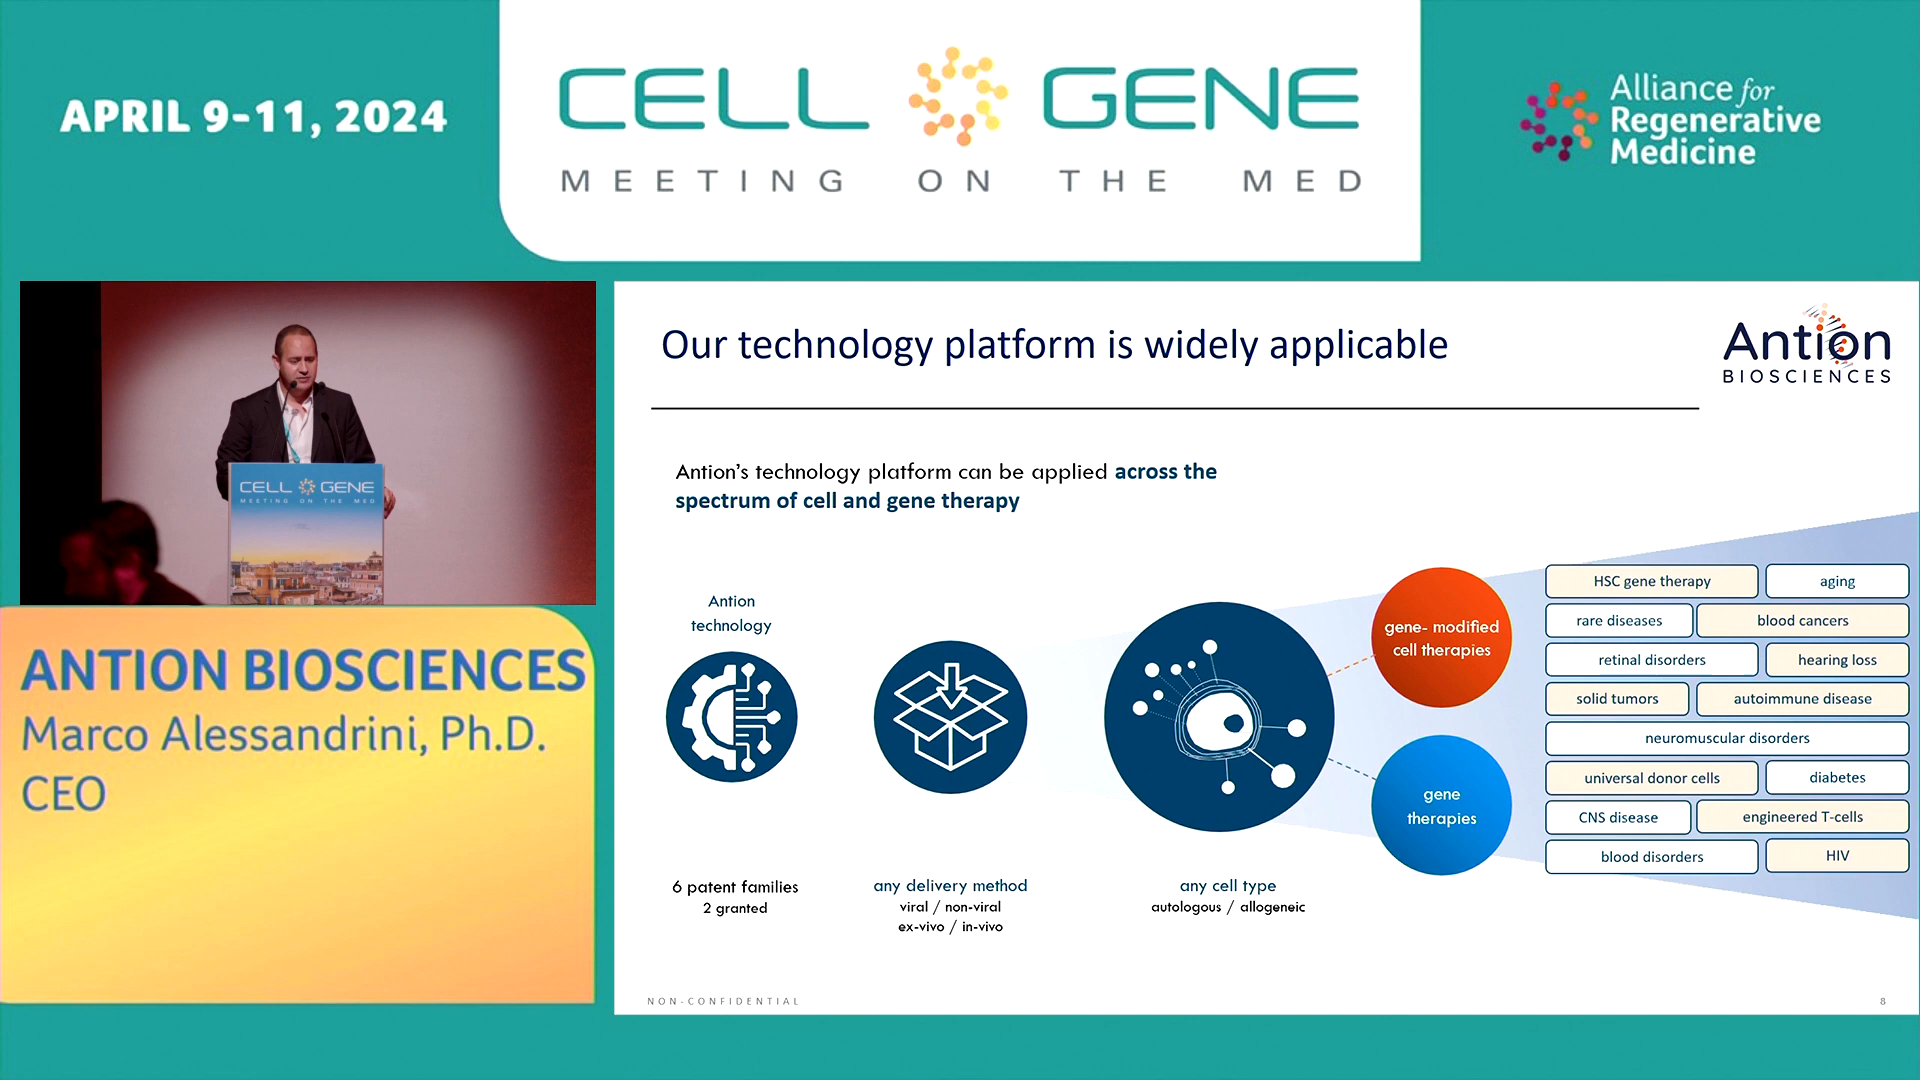 APRIL 9-11, 2024
CELL GENE
MEETING ON THE MED
Alliance for
Regenerative
Medicine
CELL GENE
MEETING ON THE MED
ANTION BIOSCIENCES
Marco Alessandrini, Ph.D.
CEO
Our technology platform is widely applicable
Antion
BIOSCIENCES
Antion's technology platform can be applied across the
spectrum of cell and gene therapy
Antion
technology
6 patent families
2 granted
any delivery method
viral / non-viral
ex-vivo / in-vivo
any cell type
autologous / allogeneic
gene- modified
cell therapies
gene
therapies
HSC gene therapy
aging
rare diseases
blood cancers
retinal disorders
hearing loss
solid tumors
autoimmune disease
neuromuscular disorders
universal donor cells
diabetes
CNS disease
engineered T-cells
blood disorders
HIV
NON-CONFIDENTIAL
8